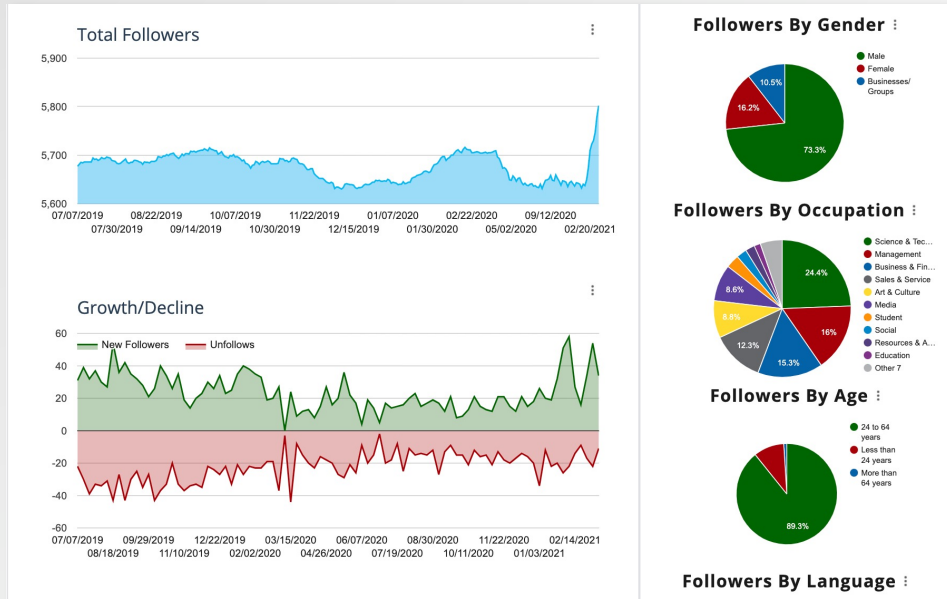 Total Followers
5,900
5,800
5,700
5,600
07/07/2019 08/22/2019 10/07/2019 11/22/2019 01/07/2020 02/22/2020 09/12/2020
07/30/2019 09/14/2019 10/30/2019 12/15/2019 01/30/2020 05/02/2020 02/20/2021
Growth/Decline
New Followers Unfollows
60
40
20
0
-20
-40
-60
07/07/2019 09/29/2019 12/22/2019 03/15/2020 06/07/2020 08/30/2020 11/22/2020 02/14/2021
08/18/2019 11/10/2019 02/02/2020 04/26/2020 07/19/2020 10/11/2020 01/03/2021
Followers By Gender
10.5%
16.2%
73.3%
Male
Female
Businesses/
Groups
Followers By Occupation
24.4%
16%
15.3%
12.3%
8.8%
8.6%
Science & Tec...
Management
Business & Fin...
Sales & Service
Art & Culture
Media
Student
Social
Resources & A...
Education
Other 7
Followers By Age
89.3%
24 to 64
years
Less than
24 years
More than
64 years
Followers By Language